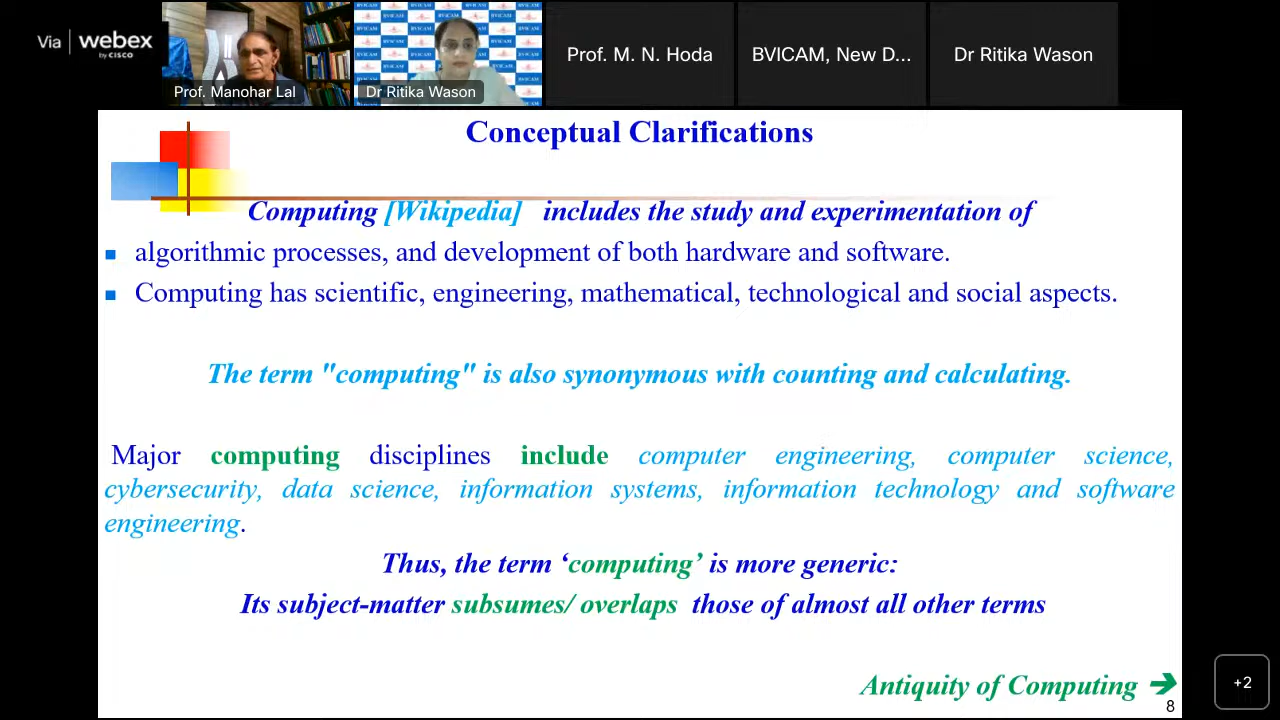 Via webex
by CISCO
Prof. Manohar Lal
Dr Ritika Wason
Prof. M. N. Hoda
BVICAM, New D...
Dr Ritika Wason
Conceptual Clarifications
Computing [Wikipedia] includes the study and experimentation of
algorithmic processes, and development of both hardware and software.
Computing has scientific, engineering, mathematical, technological and social aspects.
The term "computing" is also synonymous with counting and calculating.
Major computing disciplines include computer engineering, computer science,
cybersecurity, data science, information systems, information technology and software
engineering.
Thus, the term ‘computing’ is more generic:
Its subject-matter subsumes/ overlaps those of almost all other terms
Antiquity of Computing ➔
8
+2